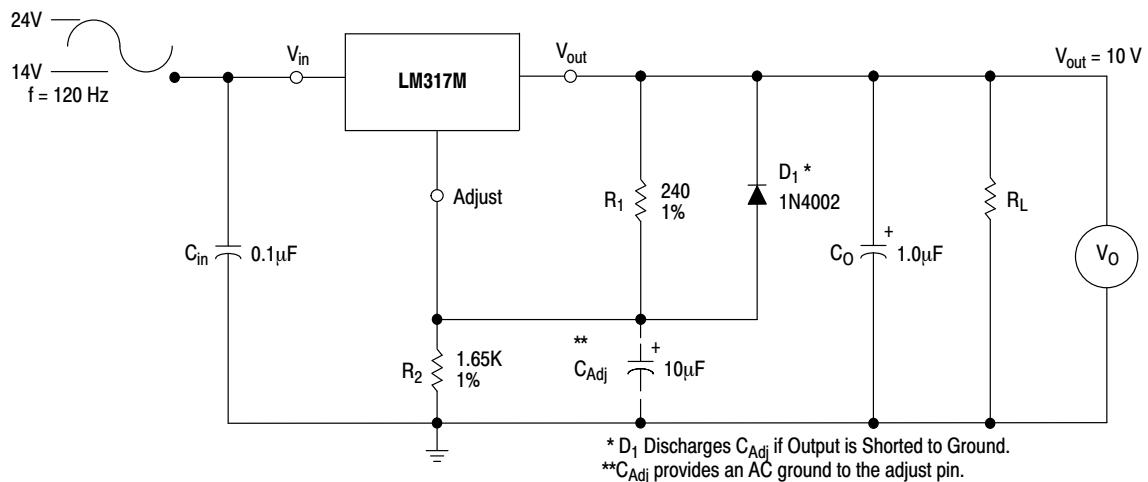 24V
14V
f = 120 Hz
Vin
LM317M
Vout
Vout = 10 V
Adjust
Cin
0.1μF
R1
240
1%
D1 *
1N4002
CO
+
1.0μF
RL
VO
R2
1.65K
1%
**
CAdj
+
10μF
* D1 Discharges CAdj if Output is Shorted to Ground.
**CAdj provides an AC ground to the adjust pin.